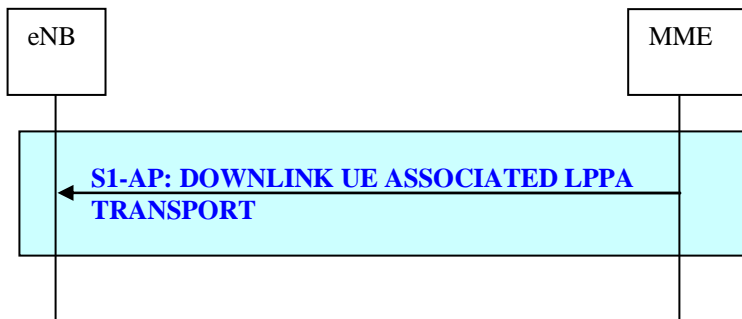 eNB
MME
S1-AP: DOWNLINK UE ASSOCIATED LPPA
TRANSPORT